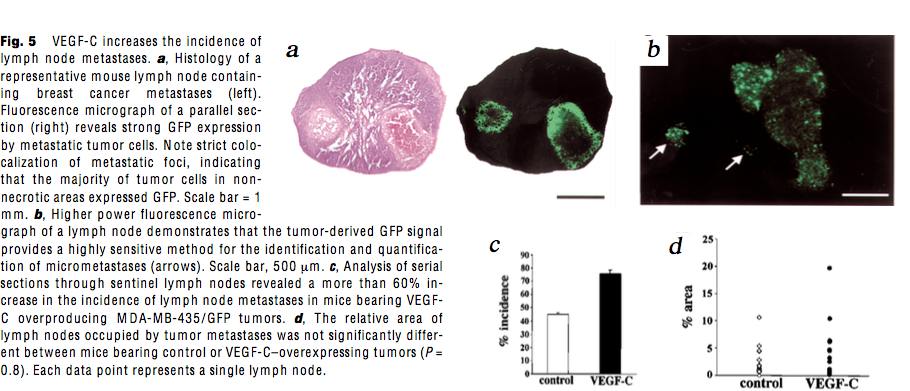 Fig. 5 VEGF-C increases the incidence of
lymph node metastases. a, Histology of a
representative mouse lymph node contain-
ing breast cancer metastases (left).
Fluorescence micrograph of a parallel sec-
tion (right) reveals strong GFP expression
by metastatic tumor cells. Note strict colo-
calization of metastatic foci, indicating
that the majority of tumor cells in non-
necrotic areas expressed GFP. Scale bar = 1
mm. b, Higher power fluorescence micro-
graph of a lymph node demonstrates that the tumor-derived GFP signal
provides a highly sensitive method for the identification and quantifica-
tion of micrometastases (arrows). Scale bar, 500 µm. c, Analysis of serial
sections through sentinel lymph nodes revealed a more than 60% in-
crease in the incidence of lymph node metastases in mice bearing VEGF-
C overproducing MDA-MB-435/GFP tumors. d, The relative area of
lymph nodes occupied by tumor metastases was not significantly differ-
ent between mice bearing control or VEGF-C–overexpressing tumors (P =
0.8). Each data point represents a single lymph node.
a
b
c
% incidence
90
80
70
60
50
40
30
20
10
0
control VEGF-C
d
% area
25
20
15
10
5
0
control VEGF-C